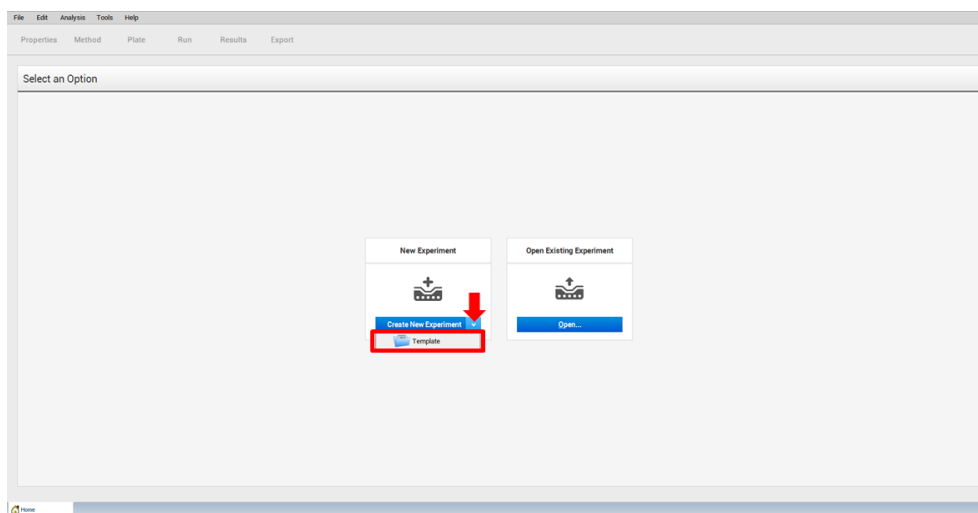 File Edit Analysis Tools Help
Properties Method Plate Run Results Export
Select an Option
New Experiment
Open Existing Experiment
Create New Experiment
Open...
Template
Home